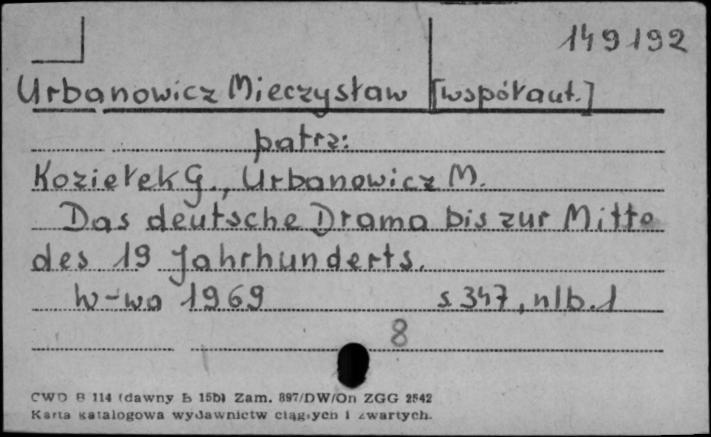 149192
Urbanowicz Mieczysław [współaut.]
patrz:
Koziełek G., Urbanowicz M.
Das deutsche Drama bis zur Mitte
des 19 Jahrhunderts.
W-wa 1969 s 347, nlb. 1
8
CWD B 114 (dawny B 15b) Zam. 897/DW/On ZGG 2542
Karta katalogowa wydawnictw ciągłych i zwartych.